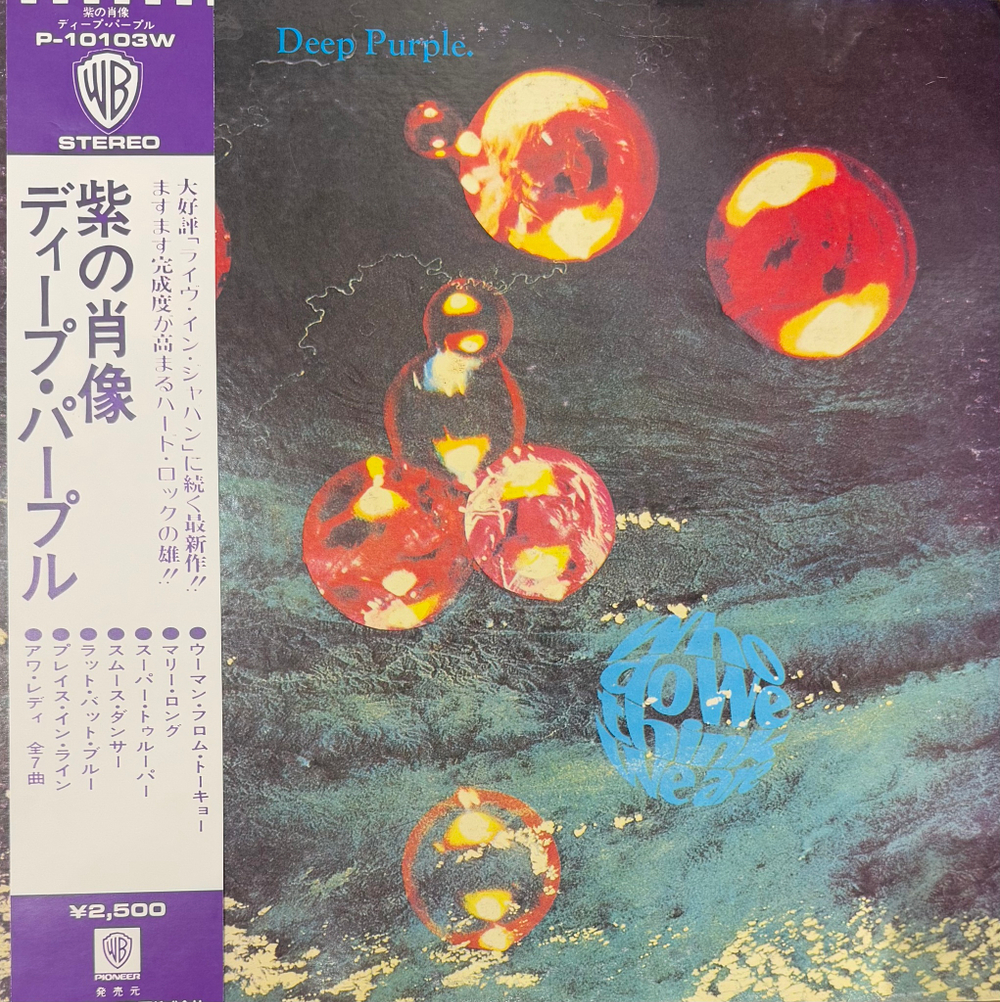 紫の肖像
ディープ・パープル
P-10103W
WB
STEREO
大好評「ライヴ・イン・ジャパン」に続く最新作!!
ますます完成度が高まるハード・ロックの雄!!
紫の肖像
ディープ・パープル
●ウーマン・フロム・トーキョー
●マリー・ロング
●スーパー・トゥルーパー
●スムース・ダンサー
●ラット・バット・ブルー
●プレイス・イン・ライン
●アワ・レディ 全7曲
¥2,500
WB
PIONEER
発売元
Deep Purple.
Who
do We
think
We are